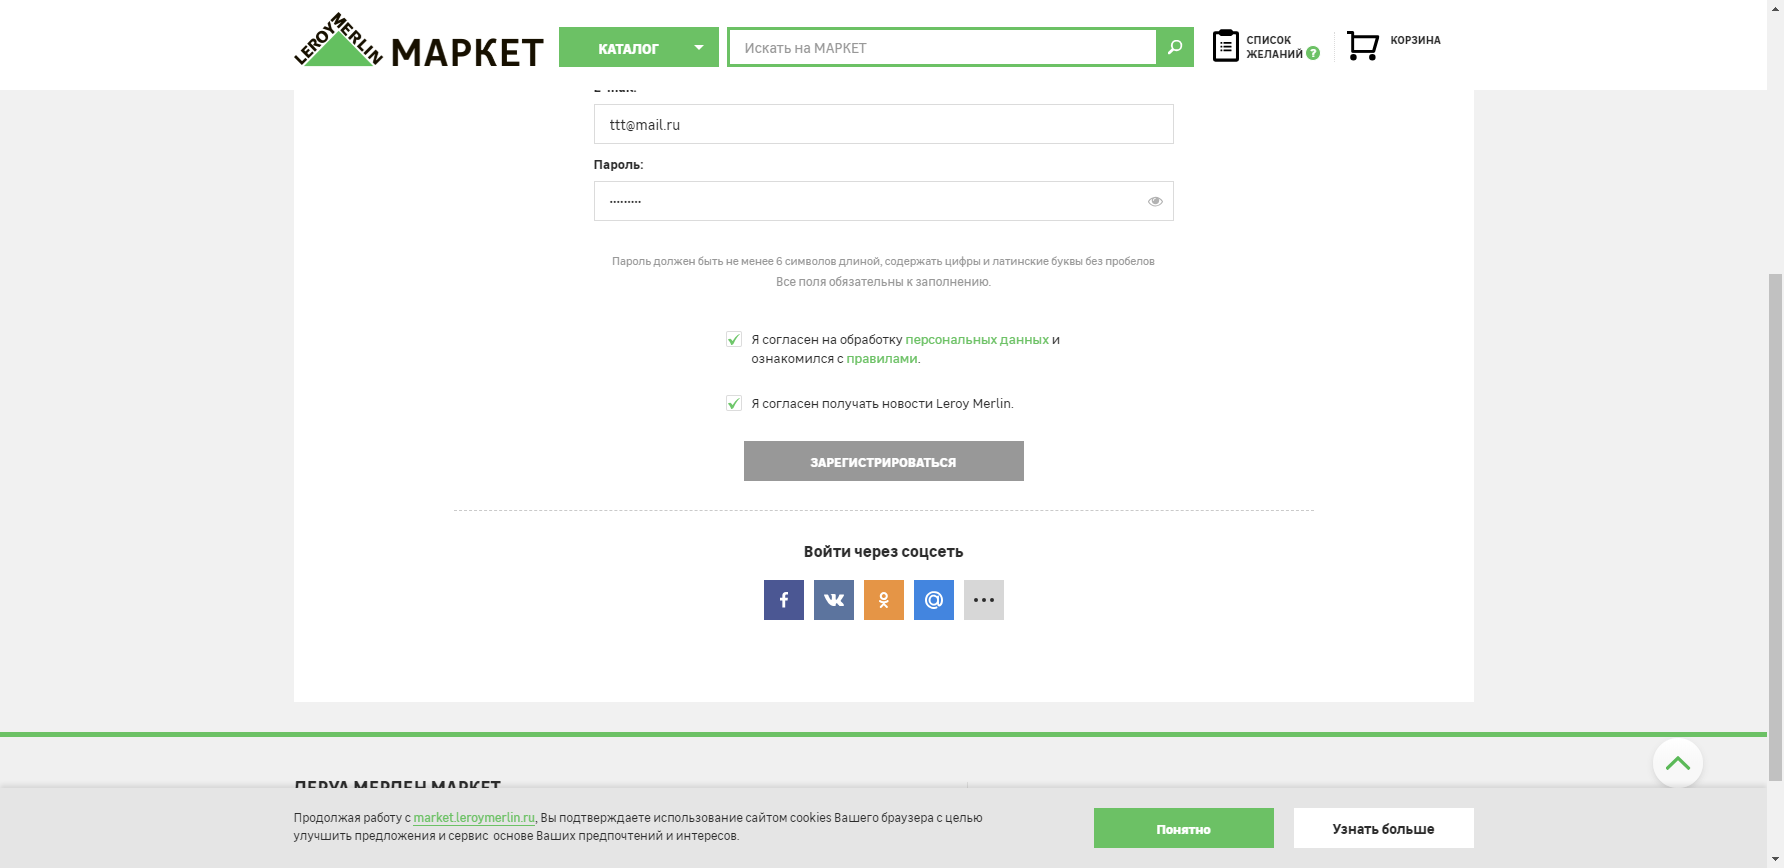 LEROY MERLIN
МАРКЕТ
КАТАЛОГ
Искать на МАРКЕТ
СПИСОК
ЖЕЛАНИЙ ?
КОРЗИНА
E-mail:
ttt@mail.ru
Пароль:
·········
Пароль должен быть не менее 6 символов длиной, содержать цифры и латинские буквы без пробелов
Все поля обязательны к заполнению.
Я согласен на обработку персональных данных и
ознакомился с правилами.
Я согласен получать новости Leroy Merlin.
ЗАРЕГИСТРИРОВАТЬСЯ
Войти через соцсеть
ЛЕРУА МЕРЛЕН МАРКЕТ
Продолжая работу с market.leroymerlin.ru, Вы подтверждаете использование сайтом cookies Вашего браузера с целью
улучшить предложения и сервис основе Ваших предпочтений и интересов.
Понятно
Узнать больше